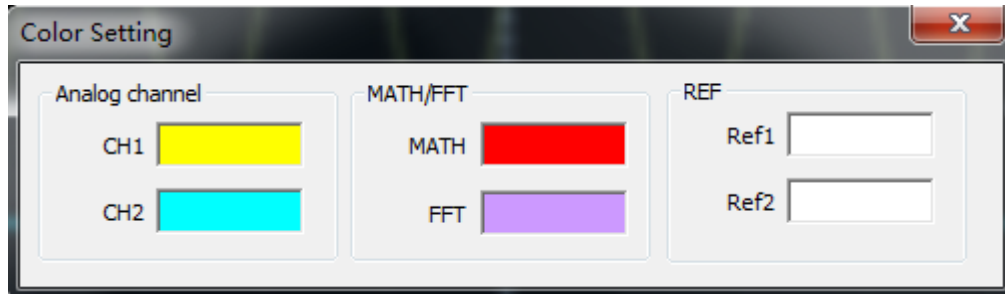 Color Setting
Analog channel
CH1
CH2
MATH/FFT
MATH
FFT
REF
Ref1
Ref2